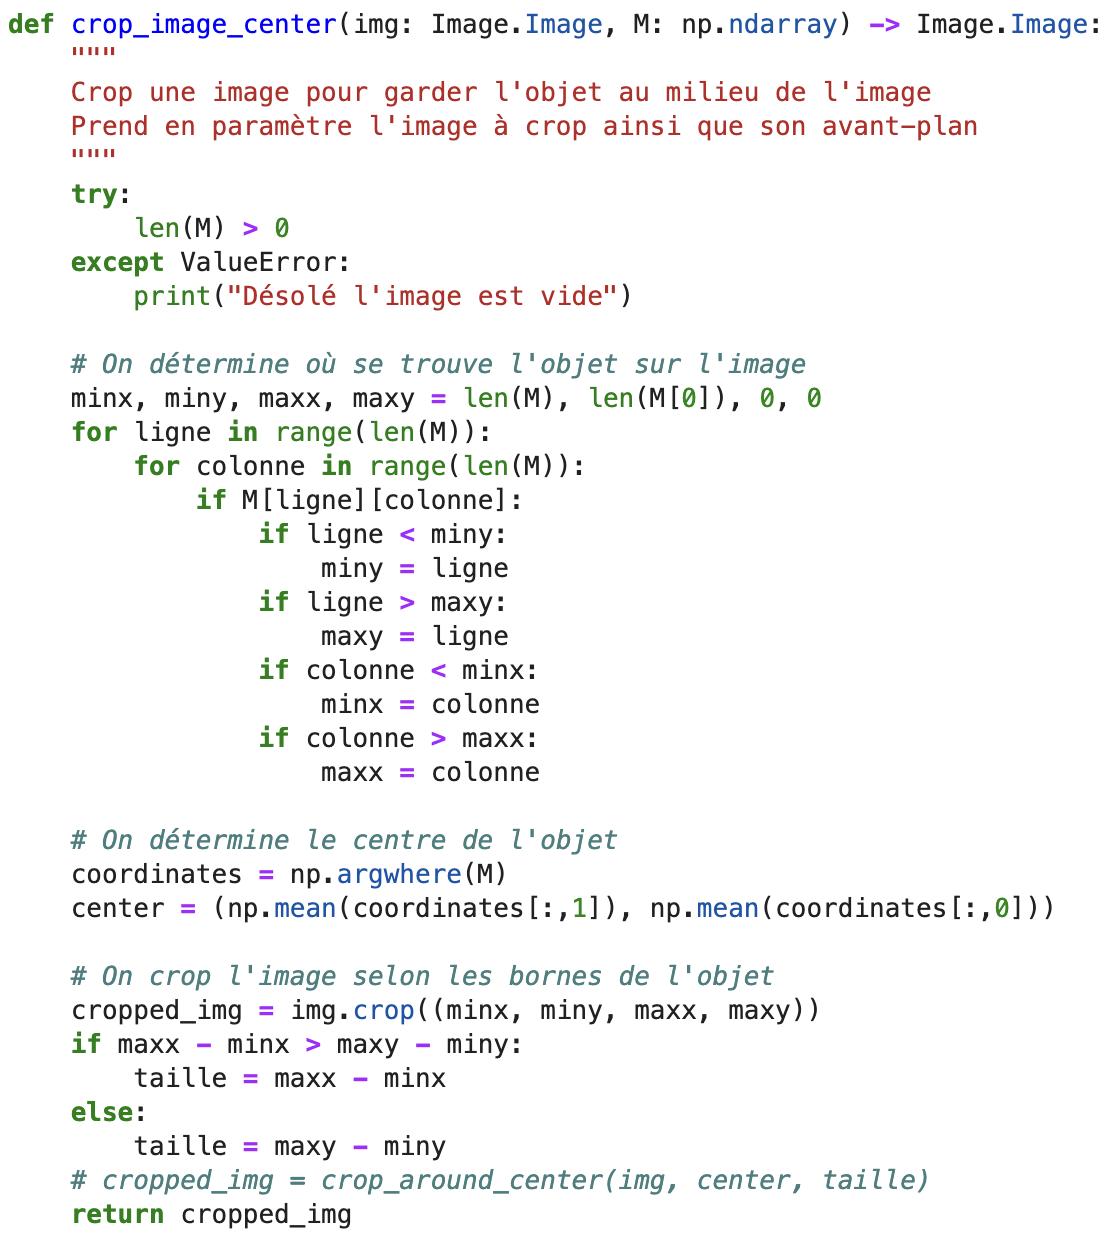 def crop_image_center(img: Image.Image, M: np.ndarray) -> Image.Image:
    """
    Crop une image pour garder l'objet au milieu de l'image
    Prend en paramètre l'image à crop ainsi que son avant-plan
    """
    try:
        len(M) > 0
    except ValueError:
        print("Désolé l'image est vide")

    # On détermine où se trouve l'objet sur l'image
    minx, miny, maxx, maxy = len(M), len(M[0]), 0, 0
    for ligne in range(len(M)):
        for colonne in range(len(M)):
            if M[ligne][colonne]:
                if ligne < miny:
                    miny = ligne
                if ligne > maxy:
                    maxy = ligne
                if colonne < minx:
                    minx = colonne
                if colonne > maxx:
                    maxx = colonne

    # On détermine le centre de l'objet
    coordinates = np.argwhere(M)
    center = (np.mean(coordinates[:,1]), np.mean(coordinates[:,0]))

    # On crop l'image selon les bornes de l'objet
    cropped_img = img.crop((minx, miny, maxx, maxy))
    if maxx - minx > maxy - miny:
        taille = maxx - minx
    else:
        taille = maxy - miny
    # cropped_img = crop_around_center(img, center, taille)
    return cropped_img